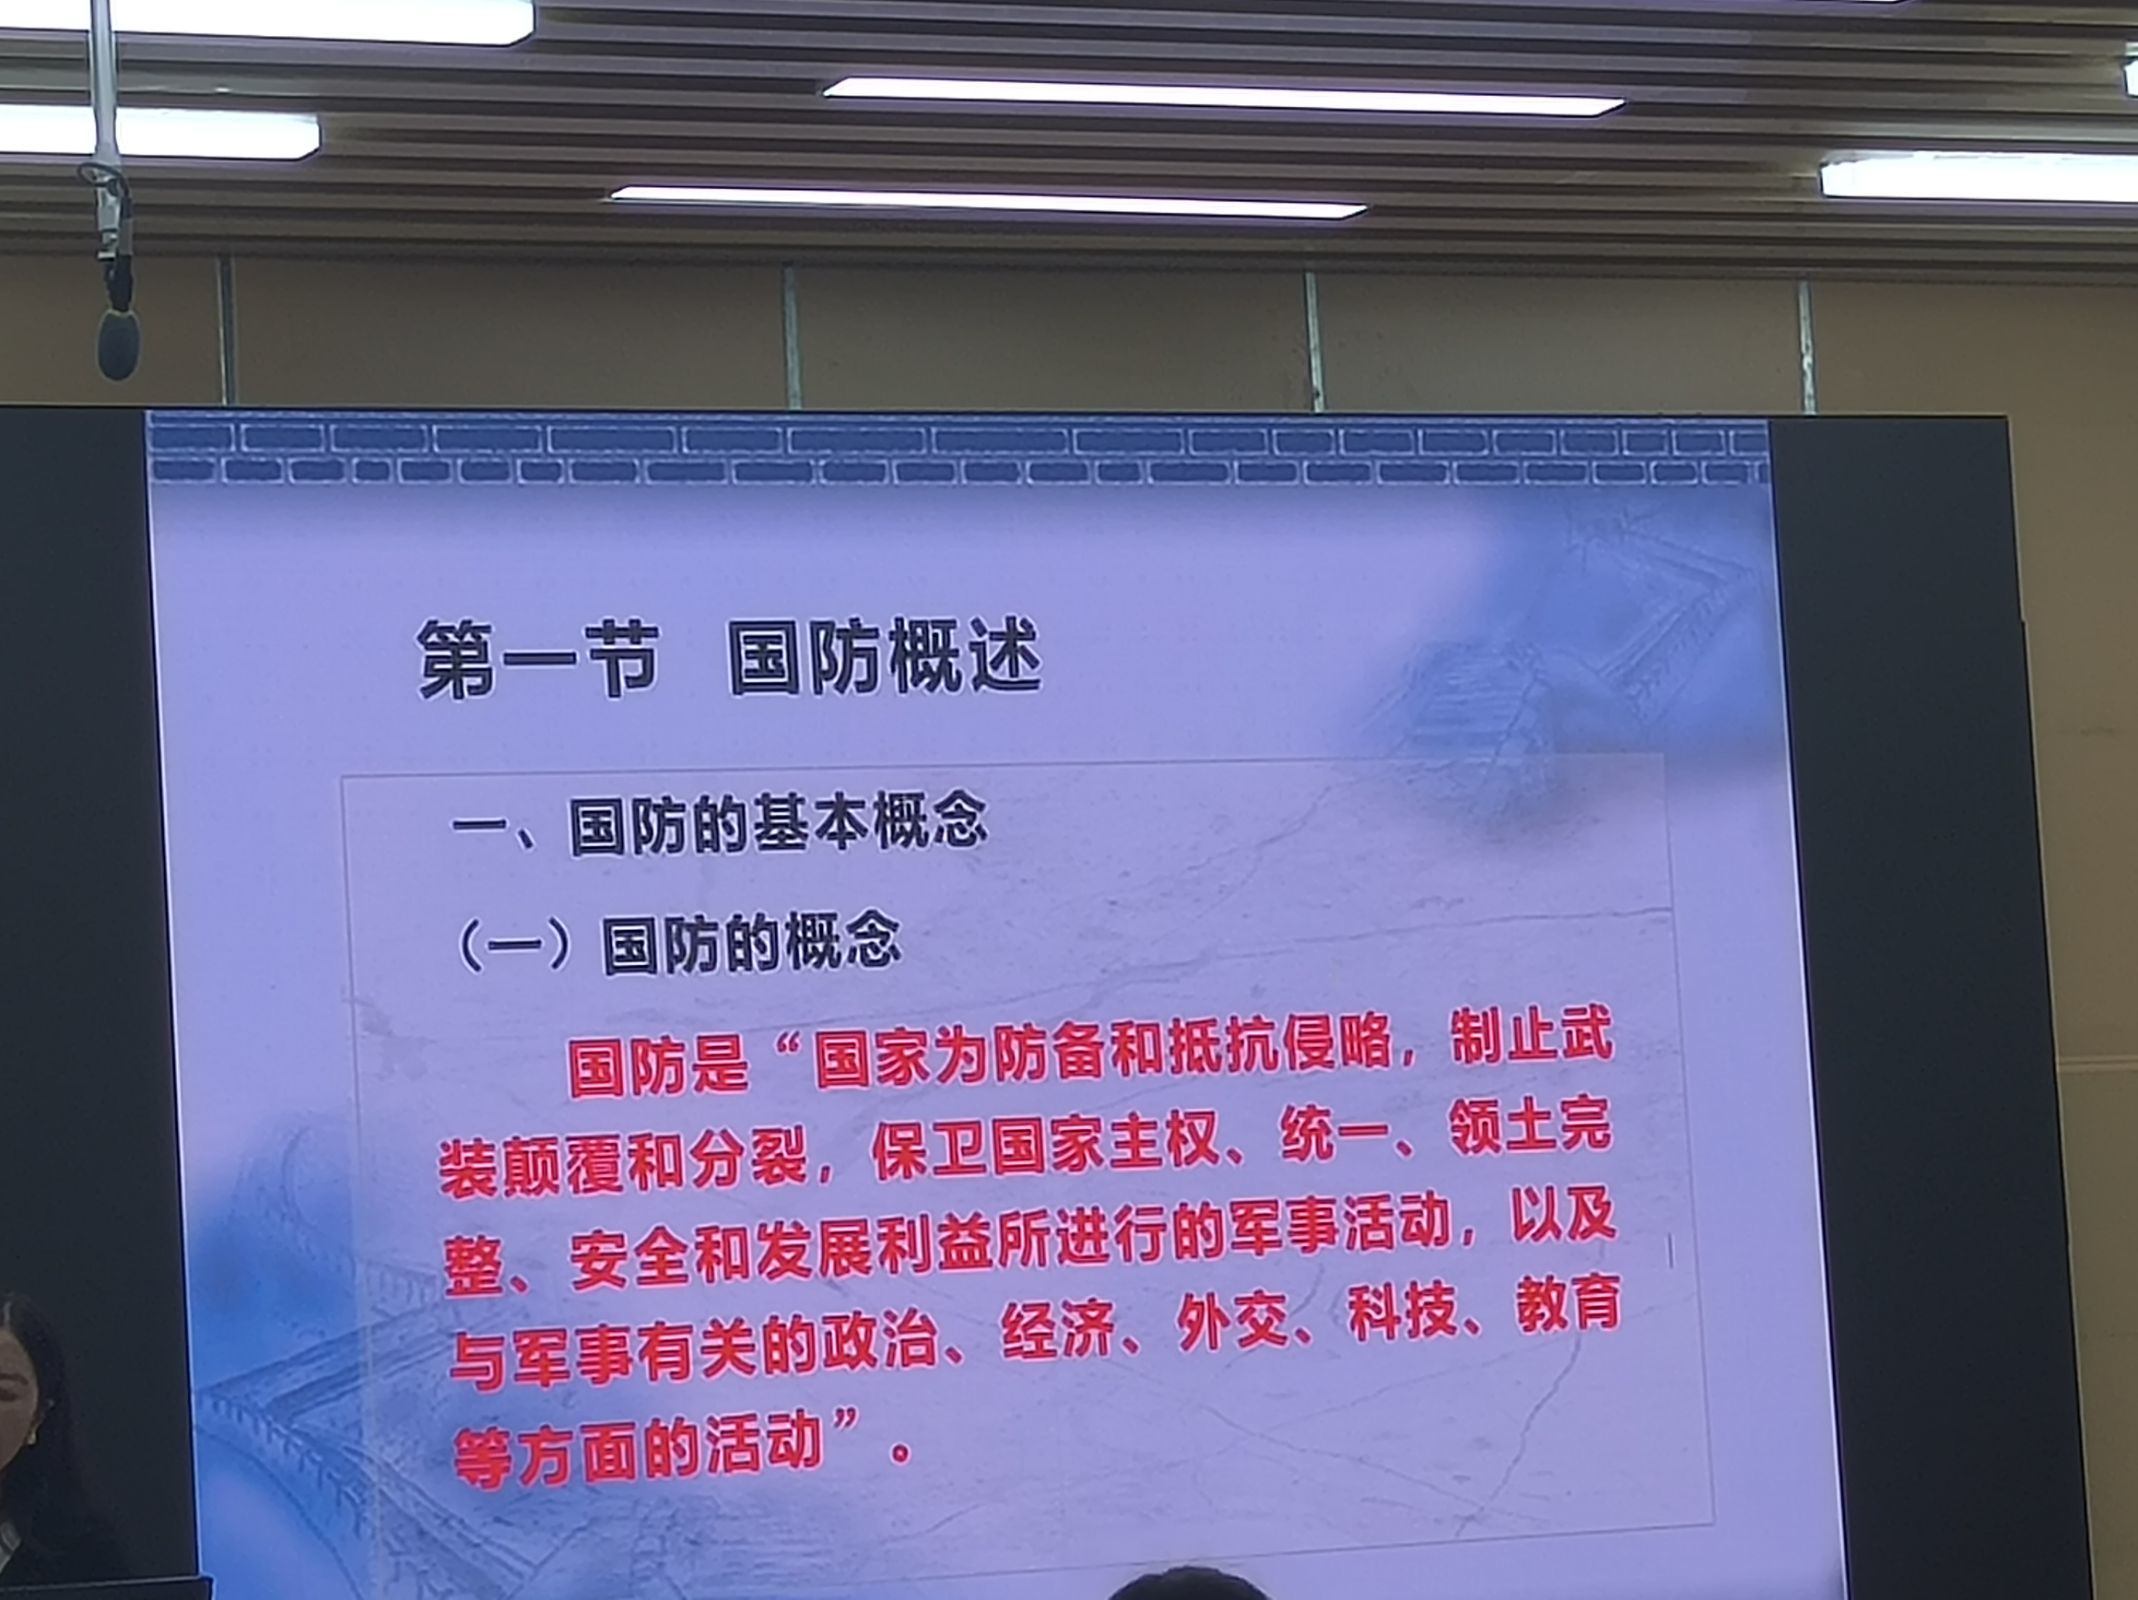 第一节 国防概述
一、国防的基本概念
（一）国防的概念
国防是“国家为防备和抵抗侵略，制止武
装颠覆和分裂，保卫国家主权、统一、领土完
整、安全和发展利益所进行的军事活动，以及
与军事有关的政治、经济、外交、科技、教育
等方面的活动”。